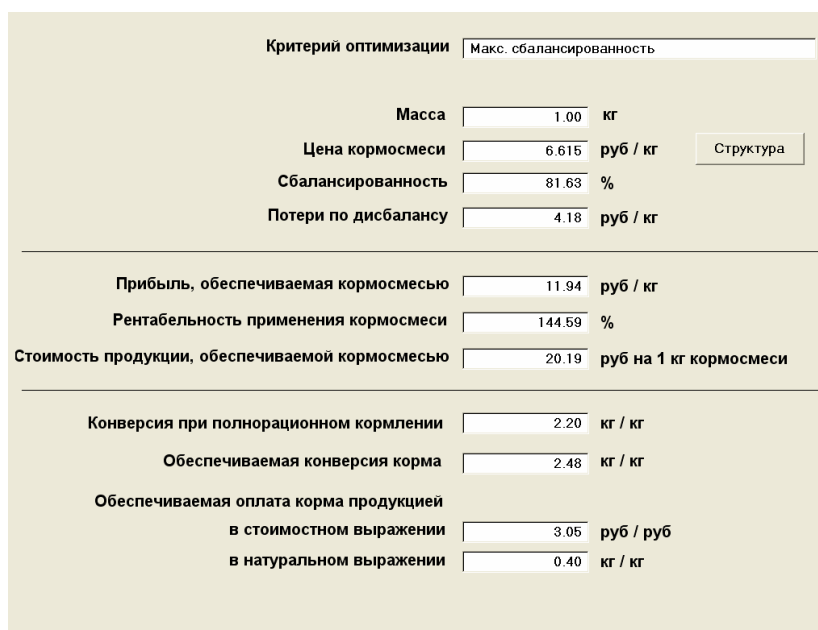 Критерий оптимизации Макс. сбалансированность
Масса 1.00 кг
Цена кормосмеси 6.615 руб / кг Структура
Сбалансированность 81.63 %
Потери по дисбалансу 4.18 руб / кг
Прибыль, обеспечиваемая кормосмесью 11.94 руб / кг
Рентабельность применения кормосмеси 144.59 %
Стоимость продукции, обеспечиваемой кормосмесью 20.19 руб на 1 кг кормосмеси
Конверсия при полнорационном кормлении 2.20 кг / кг
Обеспечиваемая конверсия корма 2.48 кг / кг
Обеспечиваемая оплата корма продукцией
в стоимостном выражении 3.05 руб / руб
в натуральном выражении 0.40 кг / кг